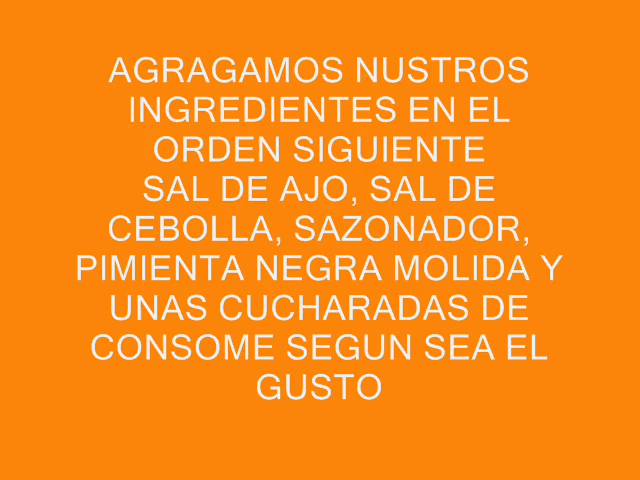 AGRAGAMOS NUSTROS
INGREDIENTES EN EL
ORDEN SIGUIENTE
SAL DE AJO, SAL DE
CEBOLLA, SAZONADOR,
PIMIENTA NEGRA MOLIDA Y
UNAS CUCHARADAS DE
CONSOME SEGUN SEA EL
GUSTO